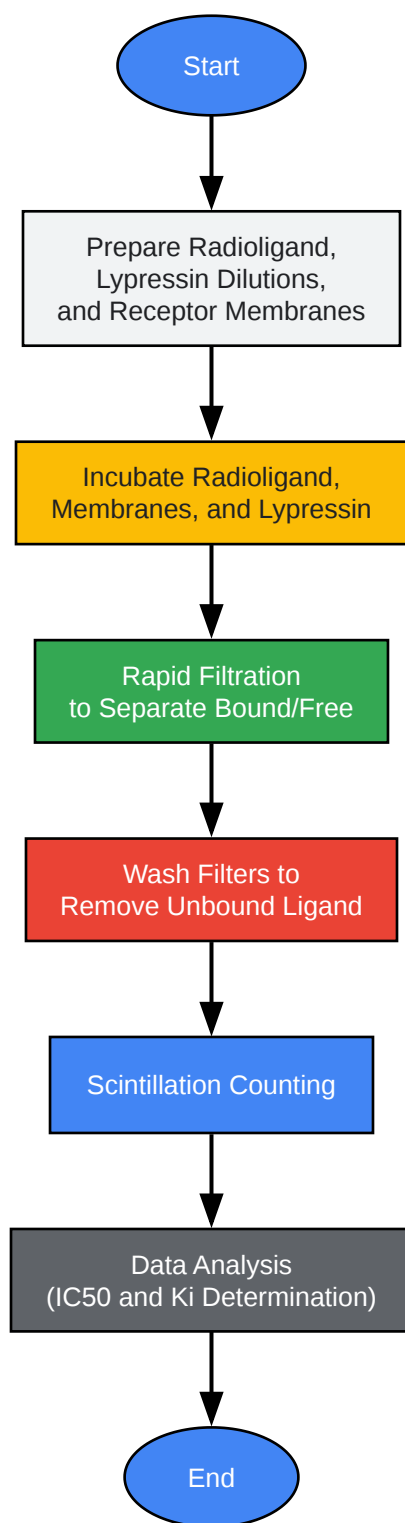 Start
Prepare Radioligand,
Lypressin Dilutions,
and Receptor Membranes
Incubate Radioligand,
Membranes, and Lypressin
Rapid Filtration
to Separate Bound/Free
Wash Filters to
Remove Unbound Ligand
Scintillation Counting
Data Analysis
(IC50 and Ki Determination)
End